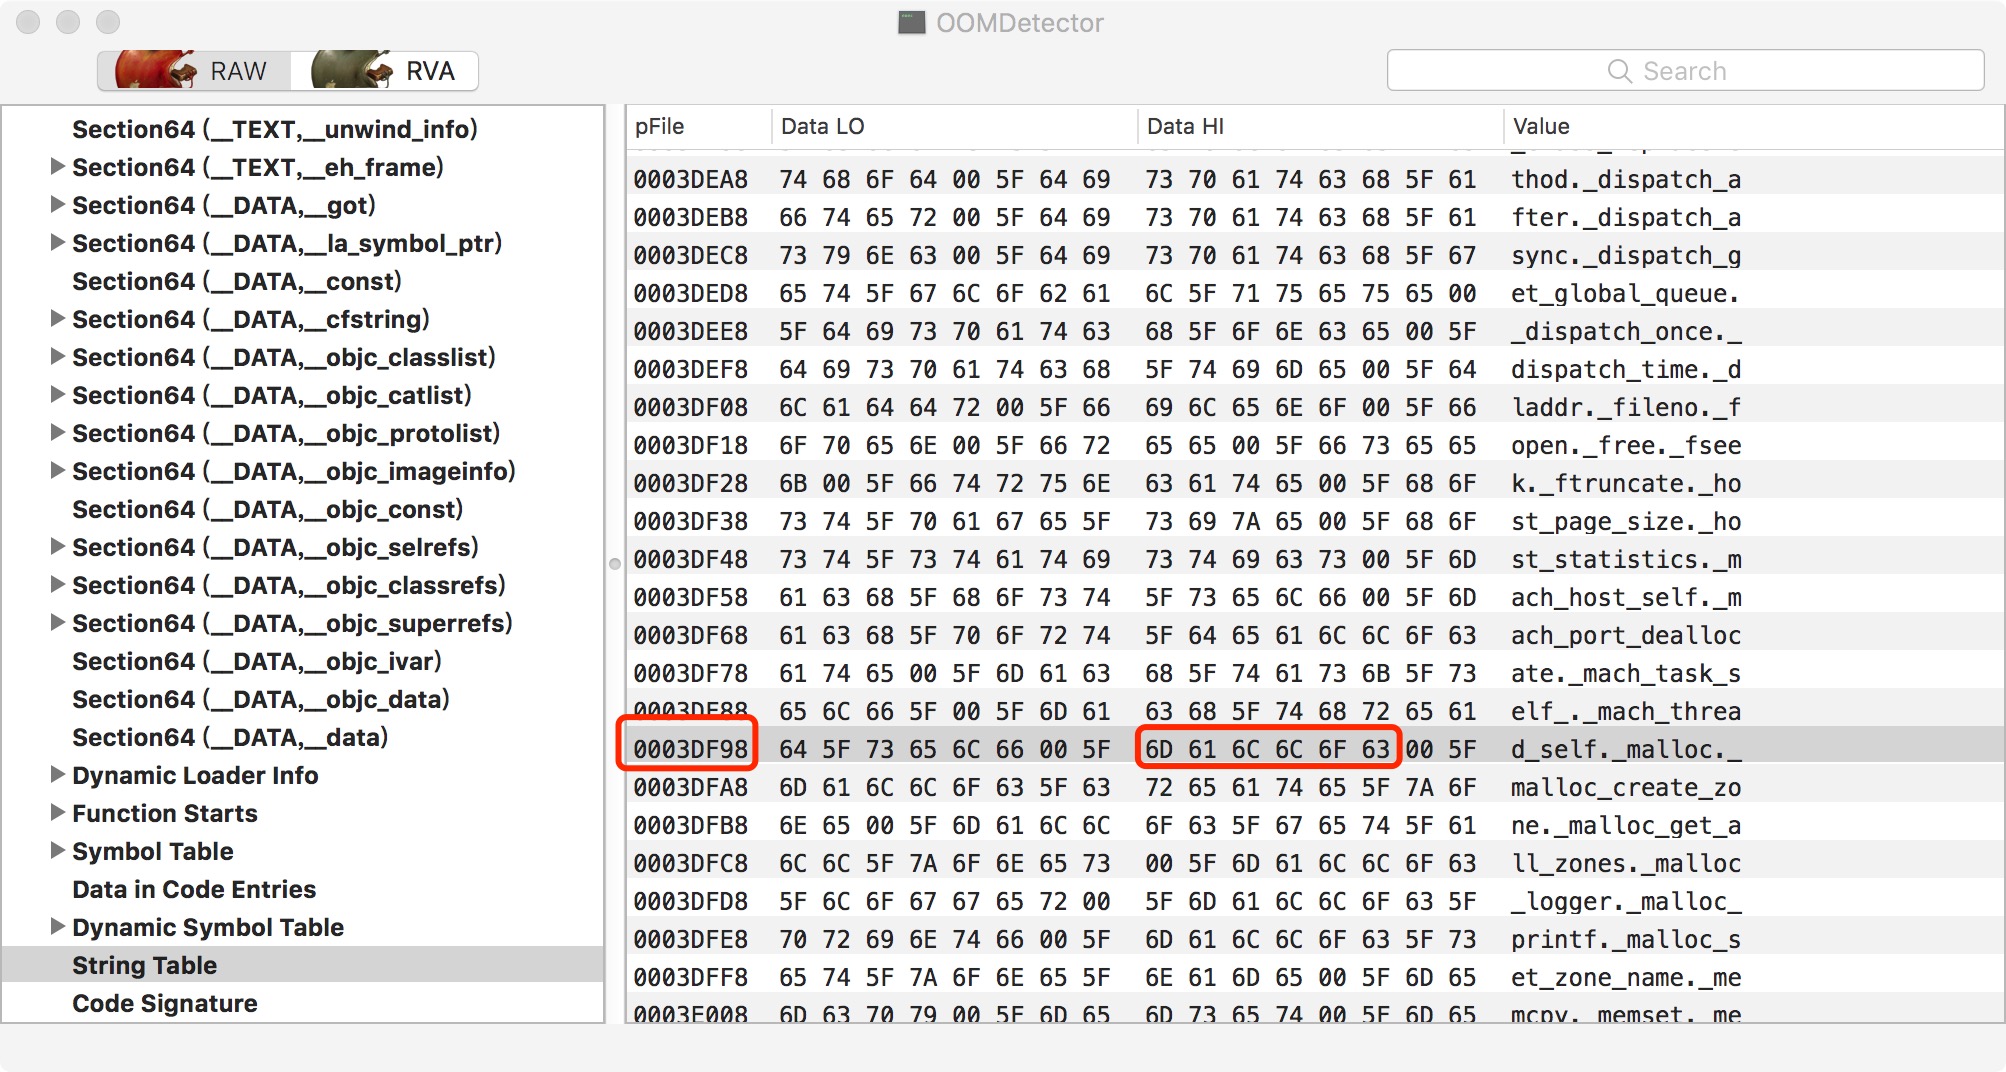 OOMDetector
RAW RVA Search
Section64 (__TEXT,__unwind_info)
Section64 (__TEXT,__eh_frame)
Section64 (__DATA,__got)
Section64 (__DATA,__la_symbol_ptr)
Section64 (__DATA,__const)
Section64 (__DATA,__cfstring)
Section64 (__DATA,__objc_classlist)
Section64 (__DATA,__objc_catlist)
Section64 (__DATA,__objc_protolist)
Section64 (__DATA,__objc_imageinfo)
Section64 (__DATA,__objc_const)
Section64 (__DATA,__objc_selrefs)
Section64 (__DATA,__objc_classrefs)
Section64 (__DATA,__objc_superrefs)
Section64 (__DATA,__objc_ivar)
Section64 (__DATA,__objc_data)
Section64 (__DATA,__data)
Dynamic Loader Info
Function Starts
Symbol Table
Data in Code Entries
Dynamic Symbol Table
String Table
Code Signature
pFile Data LO Data HI Value
0003DEA8 74 68 6F 64 00 5F 64 69 73 70 61 74 63 68 5F 61 thod._dispatch_a
0003DEB8 66 74 65 72 00 5F 64 69 73 70 61 74 63 68 5F 61 fter._dispatch_a
0003DEC8 73 79 6E 63 00 5F 64 69 73 70 61 74 63 68 5F 67 sync._dispatch_g
0003DED8 65 74 5F 67 6C 6F 62 61 6C 5F 71 75 65 75 65 00 et_global_queue.
0003DEE8 5F 64 69 73 70 61 74 63 68 5F 6F 6E 63 65 00 5F _dispatch_once._
0003DEF8 64 69 73 70 61 74 63 68 5F 74 69 6D 65 00 5F 64 dispatch_time._d
0003DF08 6C 61 64 64 72 00 5F 66 69 6C 65 6E 6F 00 5F 66 laddr._fileno._f
0003DF18 6F 70 65 6E 00 5F 66 72 65 65 00 5F 66 73 65 65 open._free._fsee
0003DF28 6B 00 5F 66 74 72 75 6E 63 61 74 65 00 5F 68 6F k._ftruncate._ho
0003DF38 73 74 5F 70 61 67 65 5F 73 69 7A 65 00 5F 68 6F st_page_size._ho
0003DF48 73 74 5F 73 74 61 74 69 73 74 69 63 73 00 5F 6D st_statistics._m
0003DF58 61 63 68 5F 68 6F 73 74 5F 73 65 6C 66 00 5F 6D ach_host_self._m
0003DF68 61 63 68 5F 70 6F 72 74 5F 64 65 61 6C 6C 6F 63 ach_port_dealloc
0003DF78 61 74 65 00 5F 6D 61 63 68 5F 74 61 73 6B 5F 73 ate._mach_task_s
0003DF88 65 6C 66 5F 00 5F 6D 61 63 68 5F 74 68 72 65 61 elf_._mach_threa
0003DF98 64 5F 73 65 6C 66 00 5F 6D 61 6C 6C 6F 63 00 5F d_self._malloc._
0003DFA8 6D 61 6C 6C 6F 63 5F 63 72 65 61 74 65 5F 7A 6F malloc_create_zo
0003DFB8 6E 65 00 5F 6D 61 6C 6C 6F 63 5F 67 65 74 5F 61 ne._malloc_get_a
0003DFC8 6C 6C 5F 7A 6F 6E 65 73 00 5F 6D 61 6C 6C 6F 63 ll_zones._malloc
0003DFD8 5F 6C 6F 67 67 65 72 00 5F 6D 61 6C 6C 6F 63 5F _logger._malloc_
0003DFE8 70 72 69 6E 74 66 00 5F 6D 61 6C 6C 6F 63 5F 73 printf._malloc_s
0003DFF8 65 74 5F 7A 6F 6E 65 5F 6E 61 6D 65 00 5F 6D 65 et_zone_name._me
0003E008 6D 63 70 79 00 5F 6D 65 6D 73 65 74 00 5F 6D 65 mcpy._memset._me